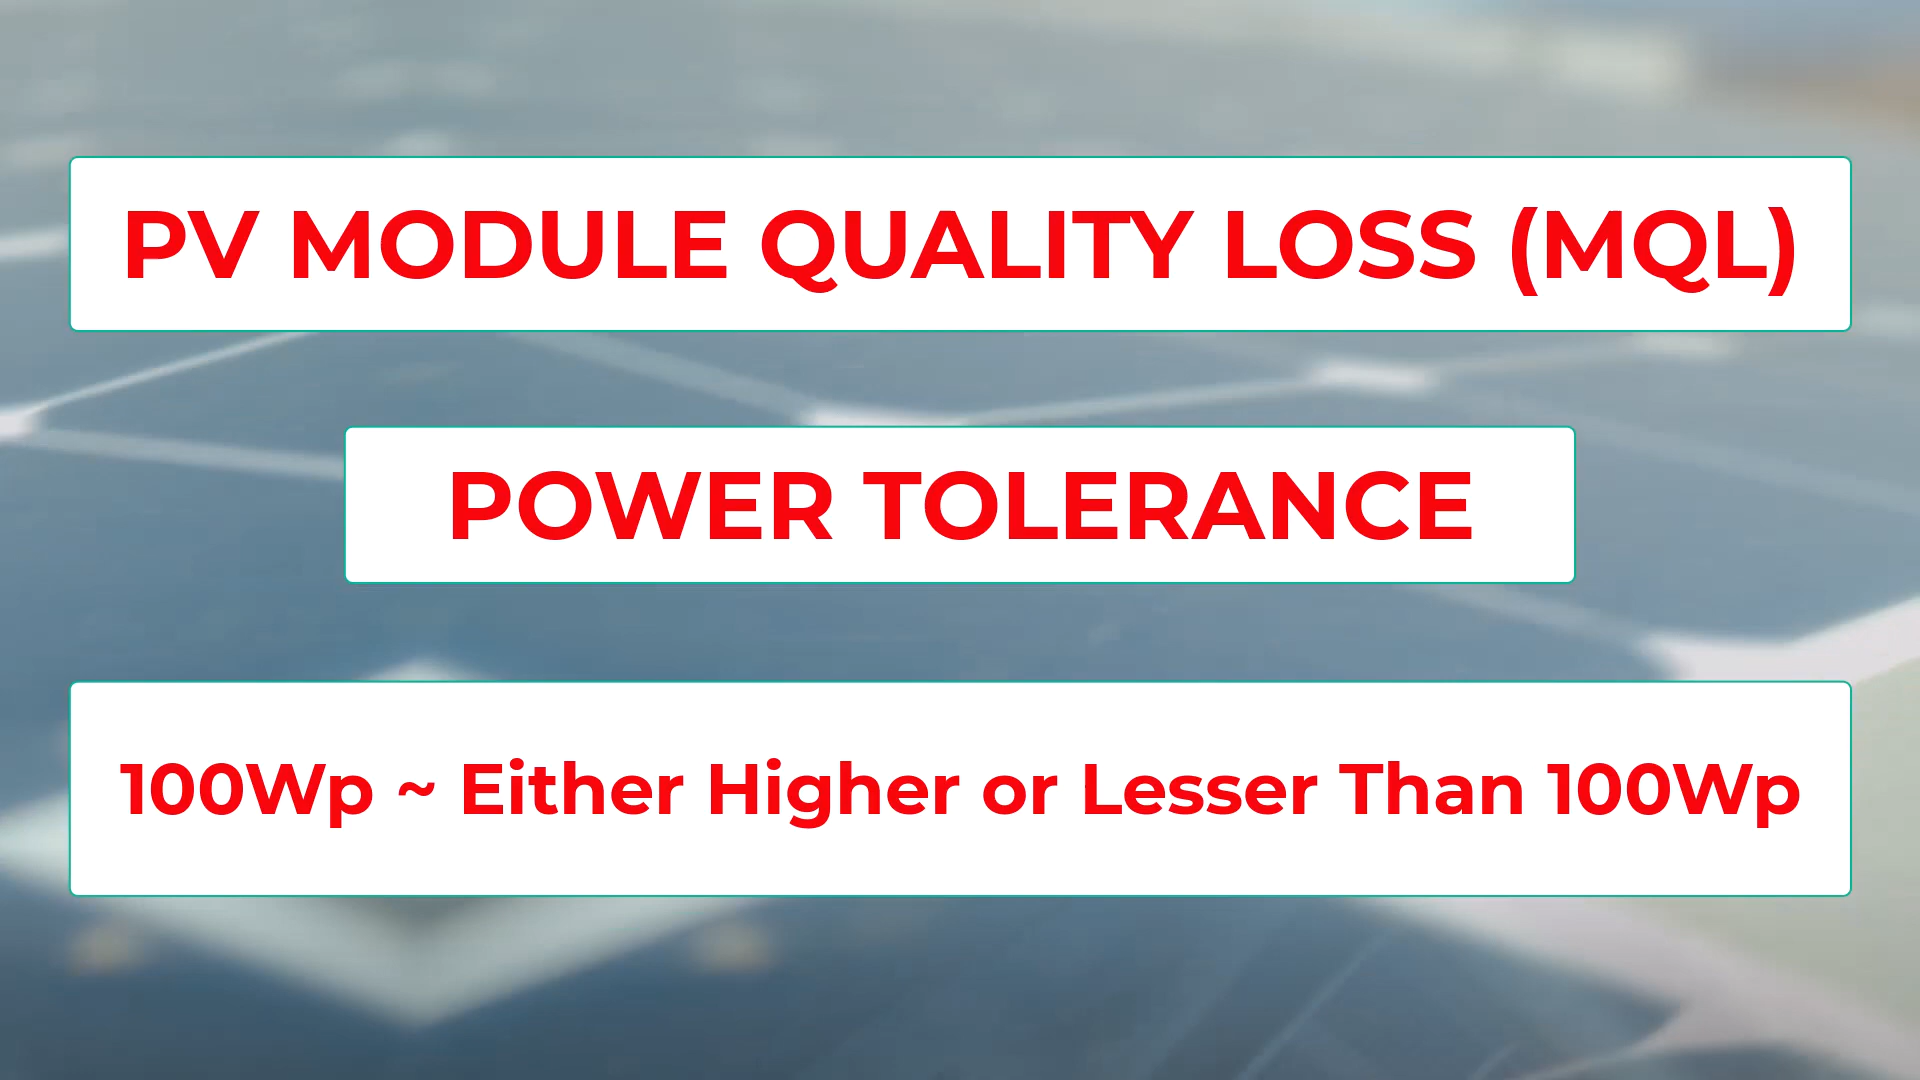 PV MODULE QUALITY LOSS (MQL)
POWER TOLERANCE
100Wp ~ Either Higher or Lesser Than 100Wp